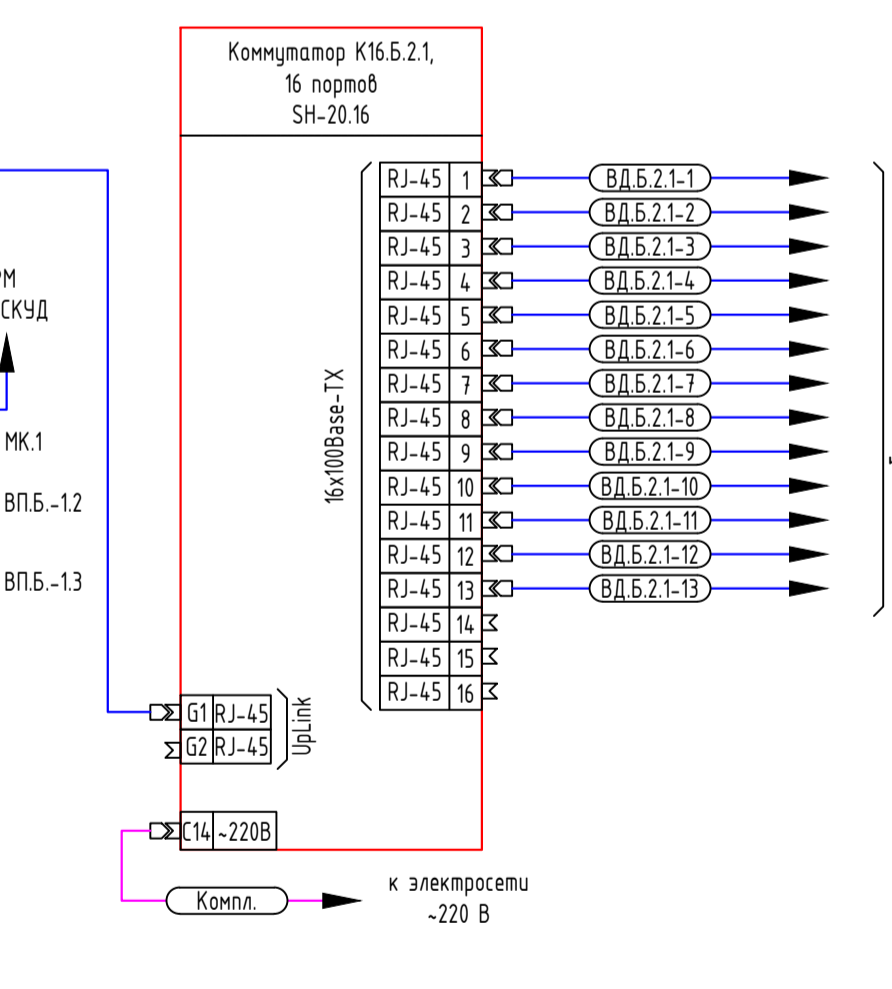 Коммутатор К16.Б.2.1,
16 портов
SH-20.16
RJ-45 1 ВД.Б.2.1-1
RJ-45 2 ВД.Б.2.1-2
RJ-45 3 ВД.Б.2.1-3
RJ-45 4 ВД.Б.2.1-4
RJ-45 5 ВД.Б.2.1-5
RJ-45 6 ВД.Б.2.1-6
RJ-45 7 ВД.Б.2.1-7
RJ-45 8 ВД.Б.2.1-8
RJ-45 9 ВД.Б.2.1-9
RJ-45 10 ВД.Б.2.1-10
RJ-45 11 ВД.Б.2.1-11
RJ-45 12 ВД.Б.2.1-12
RJ-45 13 ВД.Б.2.1-13
RJ-45 14
RJ-45 15
RJ-45 16
16x100Base-TX
СКУД
МК.1
ВП.Б.-1.2
ВП.Б.-1.3
G1 RJ-45
G2 RJ-45
UpLink
C14 ~220В
Компл.
к электросети
~220 В